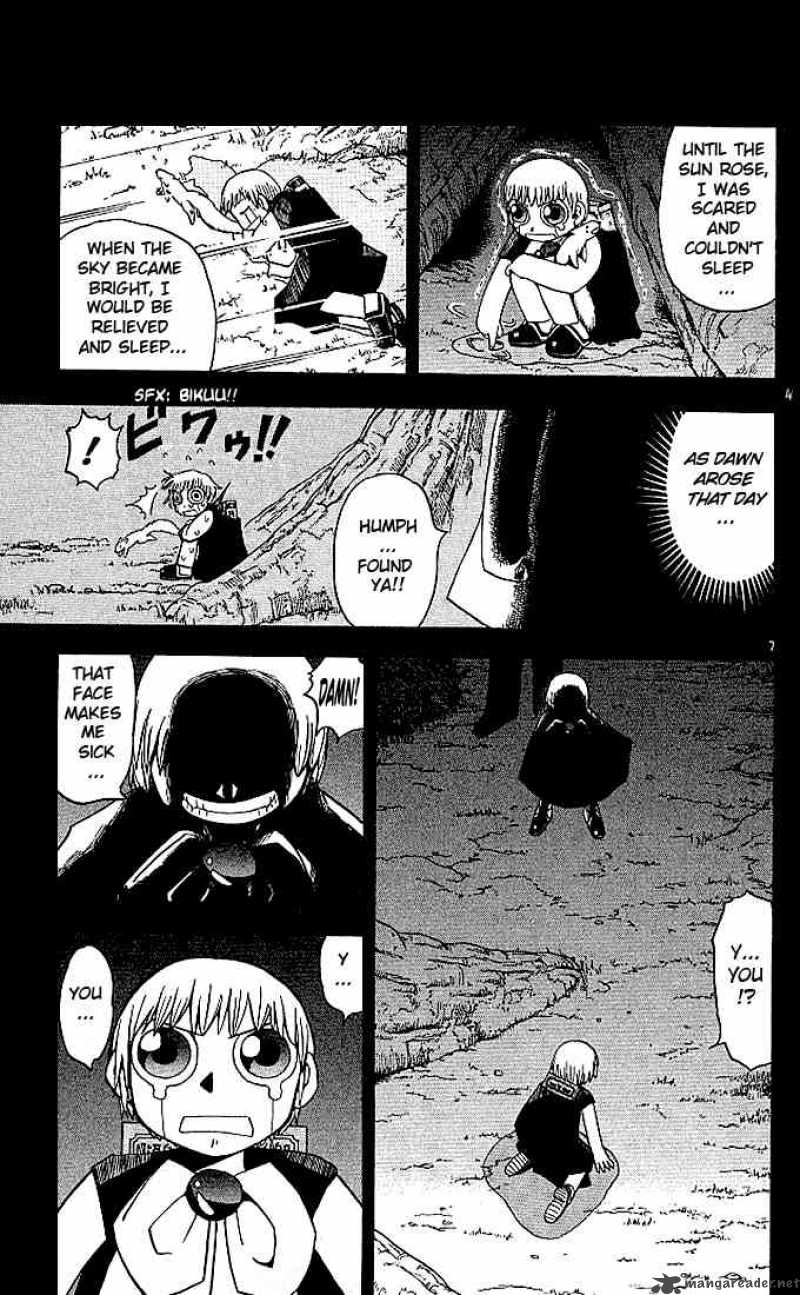 UNTIL THE
SUN ROSE,
I WAS
SCARED
AND
COULDN'T
SLEEP
...
WHEN THE
SKY BECAME
BRIGHT, I
WOULD BE
RELIEVED
AND SLEEP...
4
SFX: BIKUU!!
AS DAWN
AROSE
THAT DAY
...
HUMPH
...
FOUND
YA!!
ビクゥ!!
!
7
Y...
YOU
!?
DAMN!
THAT
FACE
MAKES
ME
SICK
...
Y
...
YOU
...
mangareader.net